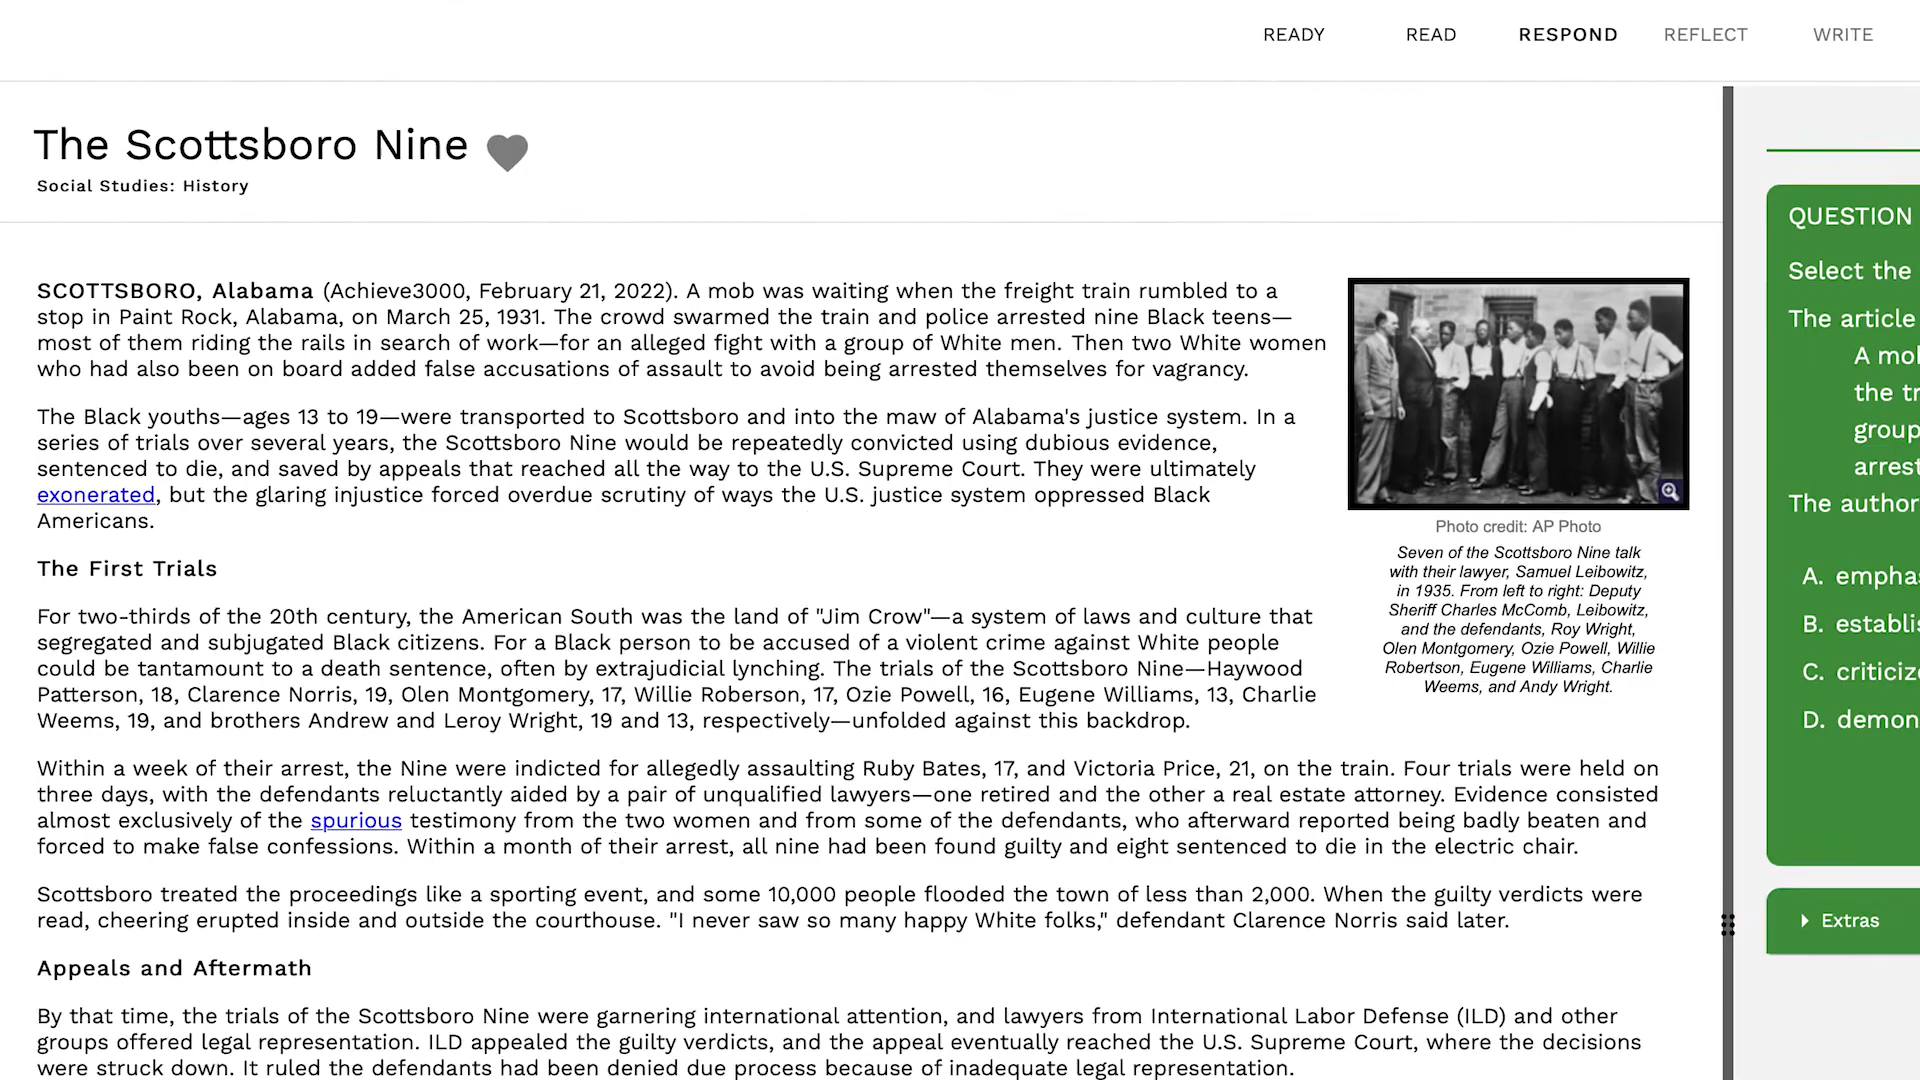 READY READ RESPOND REFLECT WRITE
The Scottsboro Nine
Social Studies: History
SCOTTSBORO, Alabama (Achieve3000, February 21, 2022). A mob was waiting when the freight train rumbled to a
stop in Paint Rock, Alabama, on March 25, 1931. The crowd swarmed the train and police arrested nine Black teens—
most of them riding the rails in search of work—for an alleged fight with a group of White men. Then two White women
who had also been on board added false accusations of assault to avoid being arrested themselves for vagrancy.
The Black youths—ages 13 to 19—were transported to Scottsboro and into the maw of Alabama's justice system. In a
series of trials over several years, the Scottsboro Nine would be repeatedly convicted using dubious evidence,
sentenced to die, and saved by appeals that reached all the way to the U.S. Supreme Court. They were ultimately
exonerated, but the glaring injustice forced overdue scrutiny of ways the U.S. justice system oppressed Black
Americans.
The First Trials
For two-thirds of the 20th century, the American South was the land of "Jim Crow"—a system of laws and culture that
segregated and subjugated Black citizens. For a Black person to be accused of a violent crime against White people
could be tantamount to a death sentence, often by extrajudicial lynching. The trials of the Scottsboro Nine—Haywood
Patterson, 18, Clarence Norris, 19, Olen Montgomery, 17, Willie Roberson, 17, Ozie Powell, 16, Eugene Williams, 13, Charlie
Weems, 19, and brothers Andrew and Leroy Wright, 19 and 13, respectively—unfolded against this backdrop.
Within a week of their arrest, the Nine were indicted for allegedly assaulting Ruby Bates, 17, and Victoria Price, 21, on the train. Four trials were held on
three days, with the defendants reluctantly aided by a pair of unqualified lawyers—one retired and the other a real estate attorney. Evidence consisted
almost exclusively of the spurious testimony from the two women and from some of the defendants, who afterward reported being badly beaten and
forced to make false confessions. Within a month of their arrest, all nine had been found guilty and eight sentenced to die in the electric chair.
Scottsboro treated the proceedings like a sporting event, and some 10,000 people flooded the town of less than 2,000. When the guilty verdicts were
read, cheering erupted inside and outside the courthouse. "I never saw so many happy White folks," defendant Clarence Norris said later.
Appeals and Aftermath
By that time, the trials of the Scottsboro Nine were garnering international attention, and lawyers from International Labor Defense (ILD) and other
groups offered legal representation. ILD appealed the guilty verdicts, and the appeal eventually reached the U.S. Supreme Court, where the decisions
were struck down. It ruled the defendants had been denied due process because of inadequate legal representation.
Photo credit: AP Photo
Seven of the Scottsboro Nine talk
with their lawyer, Samuel Leibowitz,
in 1935. From left to right: Deputy
Sheriff Charles McComb, Leibowitz,
and the defendants, Roy Wright,
Olen Montgomery, Ozie Powell, Willie
Robertson, Eugene Williams, Charlie
Weems, and Andy Wright.
QUESTION
Select the
The article
A mo
the tr
group
arrest
The author
A. empha
B. establis
C. criticiz
D. demon
Extras